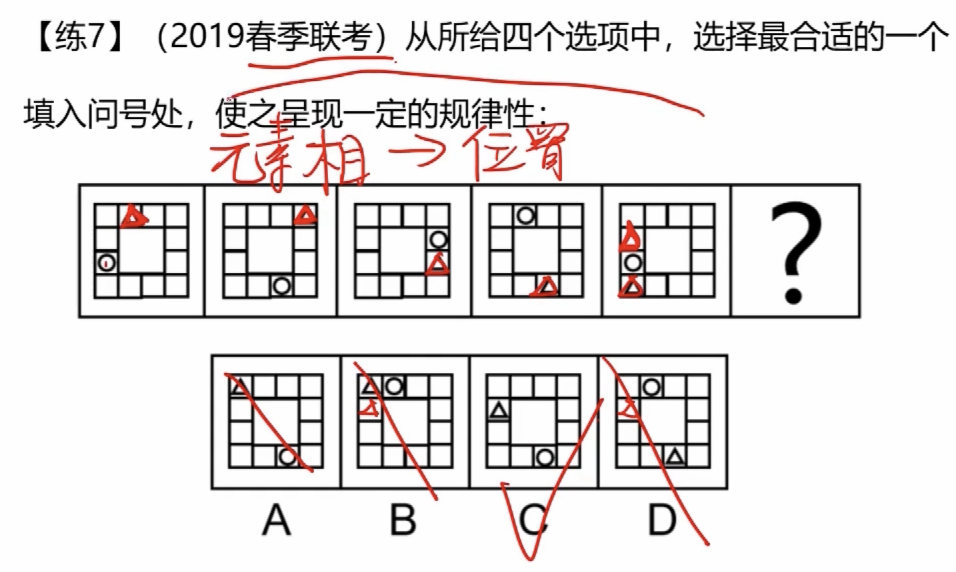 【练7】（2019春季联考）从所给四个选项中，选择最合适的一个
填入问号处，使之呈现一定的规律性：
元素相 → 位置
?
A B C D